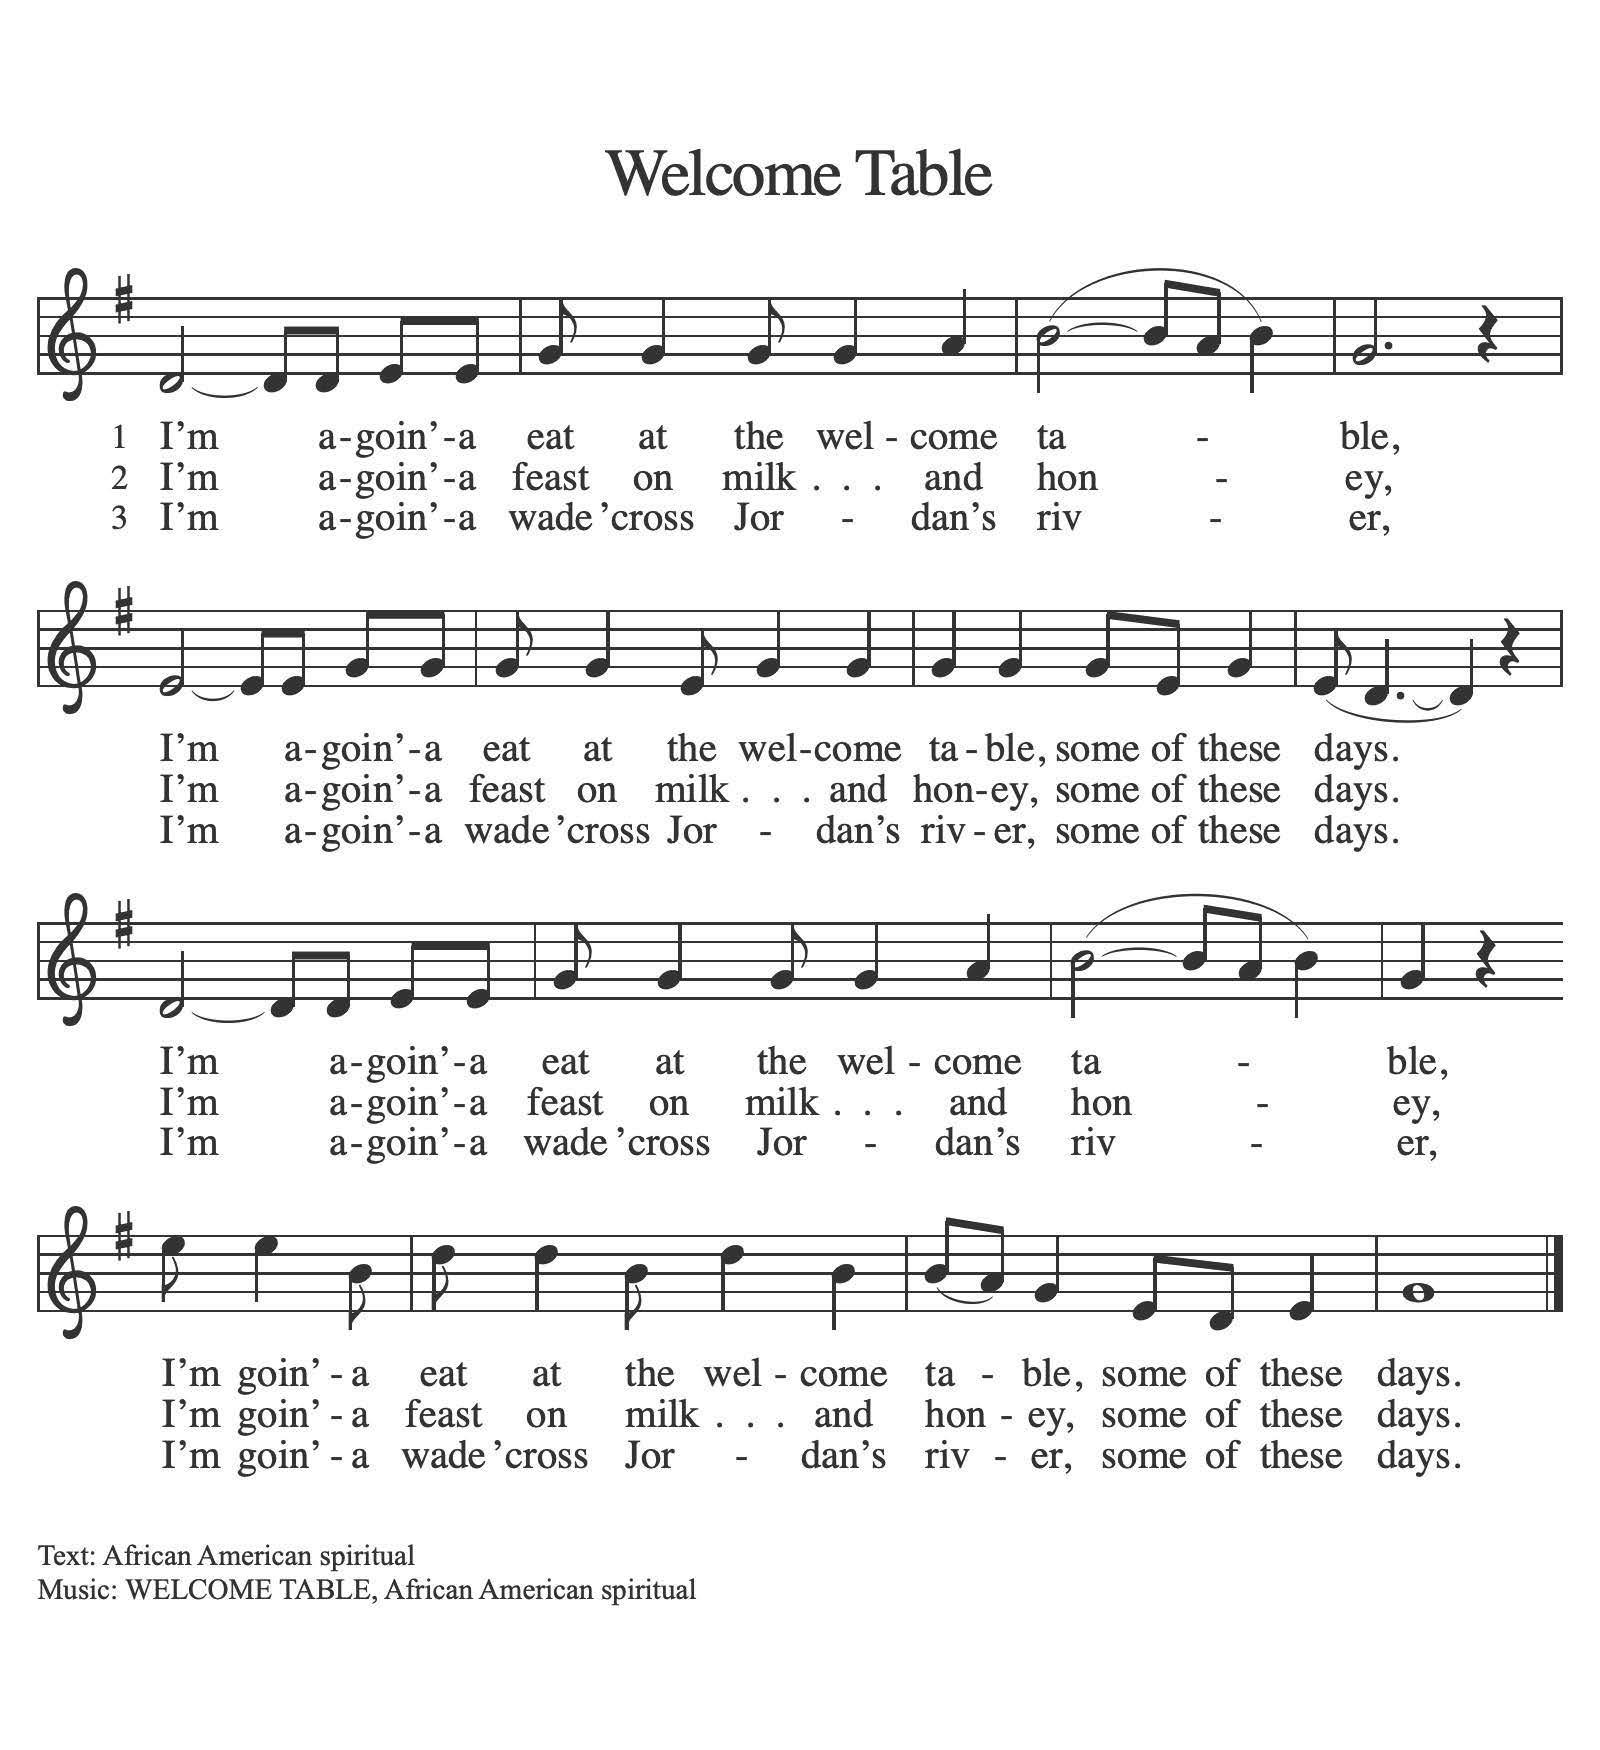 Welcome Table
1 I’m a-goin’-a eat at the wel - come ta - ble,
2 I’m a-goin’-a feast on milk . . . and hon - ey,
3 I’m a-goin’-a wade ’cross Jor - dan’s riv - er,
I’m a-goin’-a eat at the wel-come ta-ble, some of these days.
I’m a-goin’-a feast on milk . . . and hon-ey, some of these days.
I’m a-goin’-a wade ’cross Jor - dan’s riv-er, some of these days.
I’m a-goin’-a eat at the wel - come ta - ble,
I’m a-goin’-a feast on milk . . . and hon - ey,
I’m a-goin’-a wade ’cross Jor - dan’s riv - er,
I’m goin’ - a eat at the wel - come ta - ble, some of these days.
I’m goin’ - a feast on milk . . . and hon - ey, some of these days.
I’m goin’ - a wade ’cross Jor - dan’s riv - er, some of these days.
Text: African American spiritual
Music: WELCOME TABLE, African American spiritual